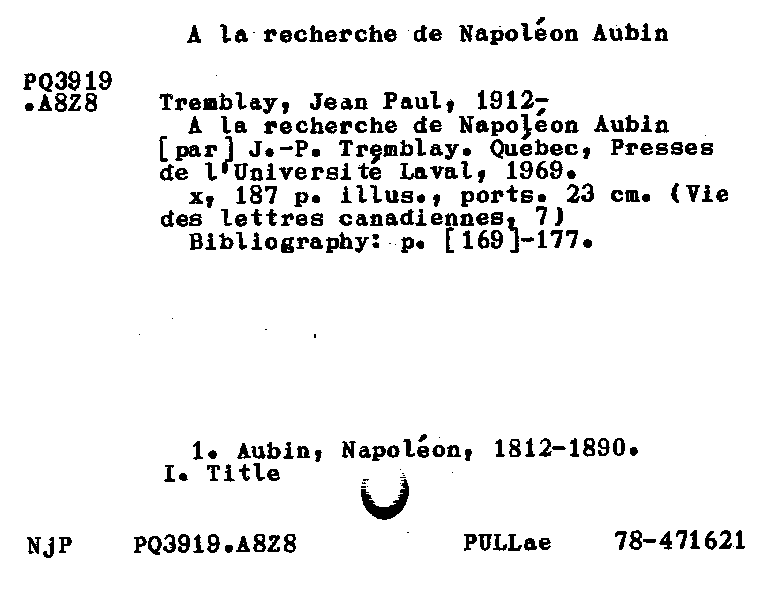 A la recherche de Napoléon Aubin
PQ3919
.A8Z8
Tremblay, Jean Paul, 1912-
A la recherche de Napoléon Aubin
[par] J.-P. Tremblay. Québec, Presses
de l'Université Laval, 1969.
x, 187 p. illus., ports. 23 cm. (Vie
des lettres canadiennes, 7)
Bibliography: p. [169]-177.
1. Aubin, Napoléon, 1812-1890.
I. Title
NjP PQ3919.A8Z8 PULLae 78-471621